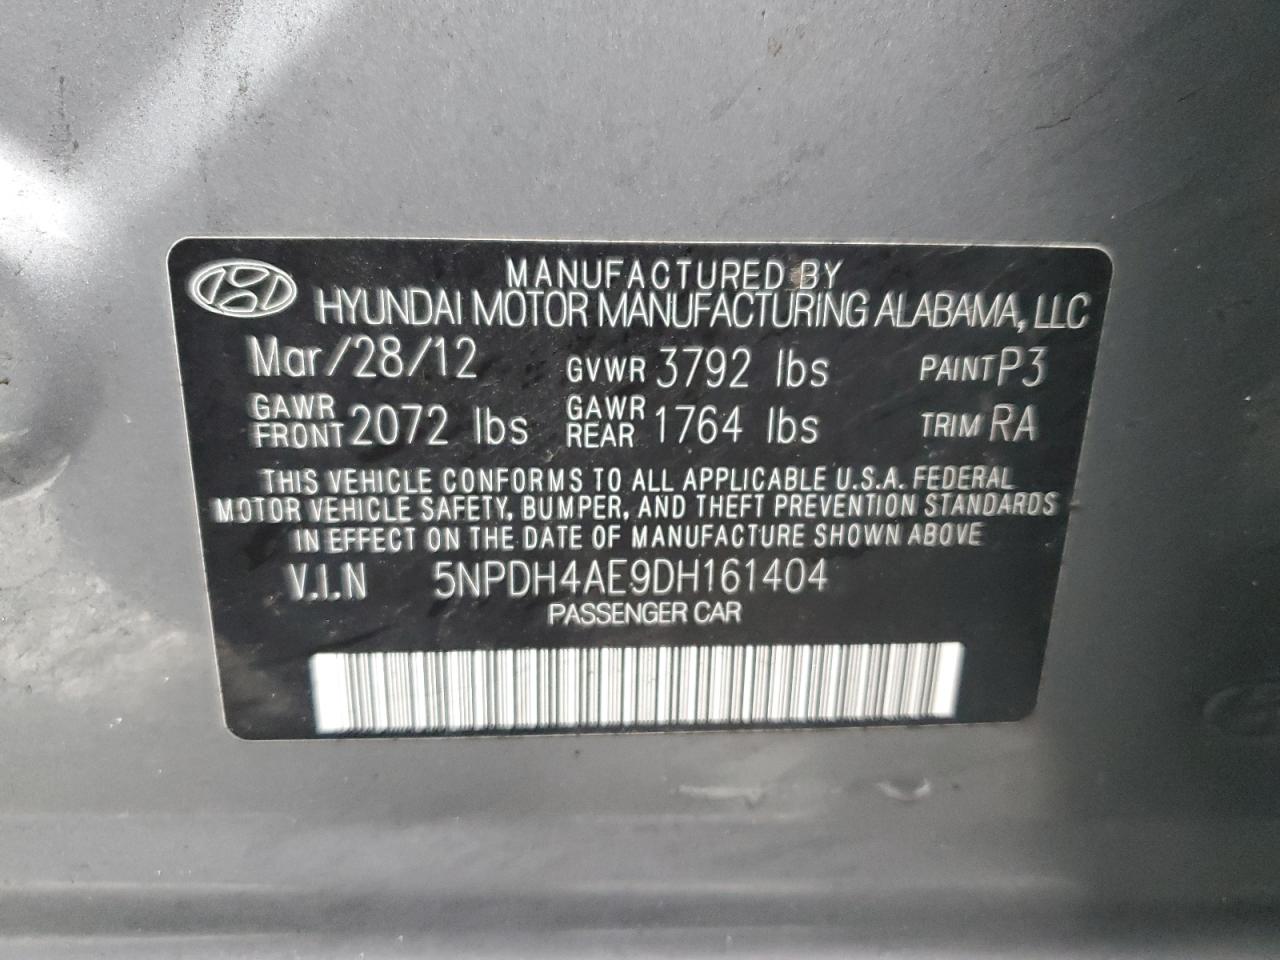 MANUFACTURED BY
HYUNDAI MOTOR MANUFACTURING ALABAMA, LLC
Mar/28/12 GVWR 3792 lbs PAINT P3
GAWR FRONT 2072 lbs GAWR REAR 1764 lbs TRIM RA
THIS VEHICLE CONFORMS TO ALL APPLICABLE U.S.A. FEDERAL
MOTOR VEHICLE SAFETY, BUMPER, AND THEFT PREVENTION STANDARDS
IN EFFECT ON THE DATE OF MANUFACTURE SHOWN ABOVE
V.I.N 5NPDH4AE9DH161404
PASSENGER CAR